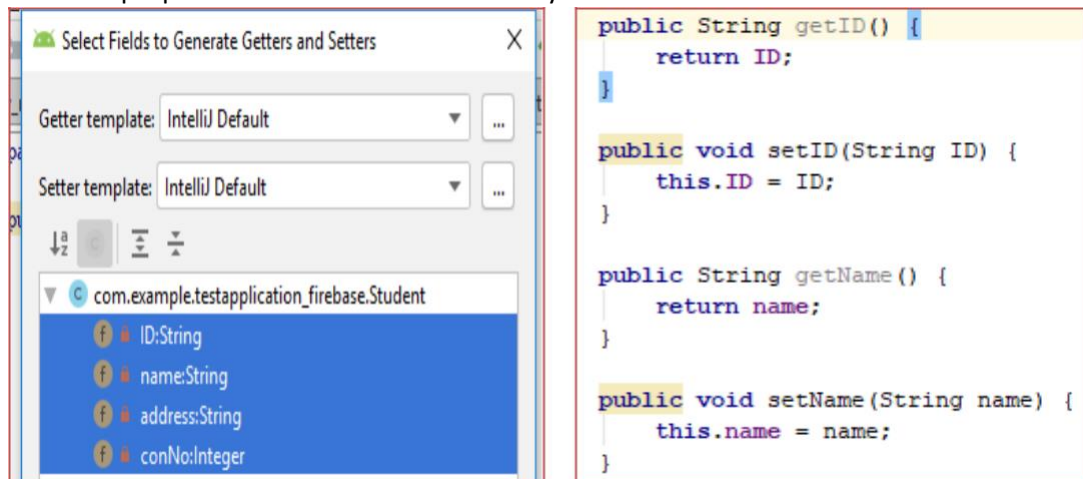 Select Fields to Generate Getters and Setters
Getter template: IntelliJ Default
...
Setter template: IntelliJ Default
...
com.example.testapplication_firebase.Student
ID:String
name:String
address:String
conNo:Integer
public String getID() {
return ID;
}
public void setID(String ID) {
this.ID = ID;
}
public String getName() {
return name;
}
public void setName(String name) {
this.name = name;
}